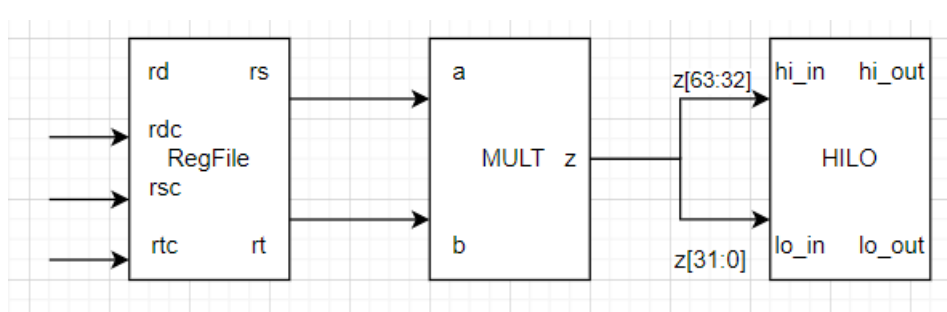 rd rs
rdc
RegFile
rsc
rtc rt
a
MULT z
b
z[63:32]
z[31:0]
hi_in hi_out
HILO
lo_in lo_out